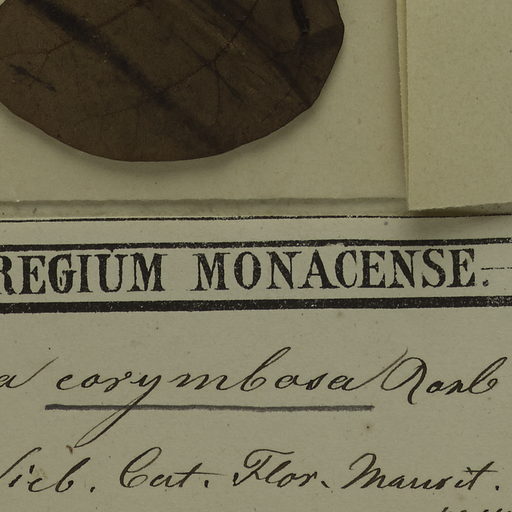 REGIUM MONACENSE.
a corymbosa Roxb
Sieb. Cat. Flor. Maurit.